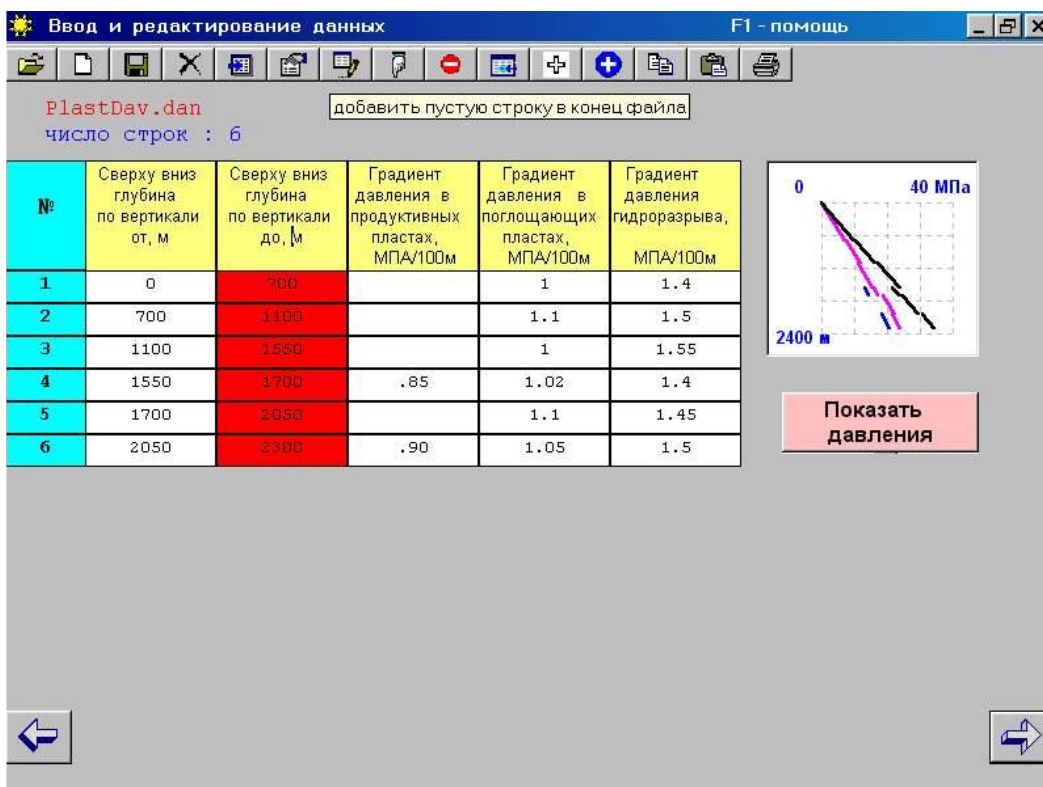 Ввод и редактирование данных F1 - помощь
PlastDav.dan
добавить пустую строку в конец файла
число строк : 6
№
Сверху вниз
глубина
по вертикали
от, м
Сверху вниз
глубина
по вертикали
до, м
Градиент
давления в
продуктивных
пластах,
МПА/100м
Градиент
давления в
поглощающих
пластах,
МПА/100м
Градиент
давления
гидроразрыва,
МПА/100м
1 0 700 1 1.4
2 700 1100 1.1 1.5
3 1100 1550 1 1.55
4 1550 1700 .85 1.02 1.4
5 1700 2050 1.1 1.45
6 2050 2300 .90 1.05 1.5
0 40 МПа
2400 м
Показать
давления